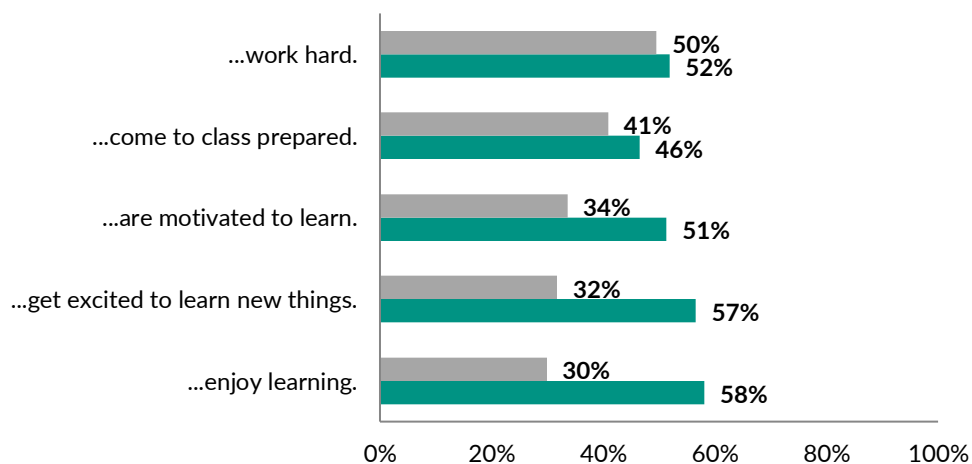 ...work hard.
50%
52%
...come to class prepared.
41%
46%
...are motivated to learn.
34%
51%
...get excited to learn new things.
32%
57%
...enjoy learning.
30%
58%
0% 20% 40% 60% 80% 100%